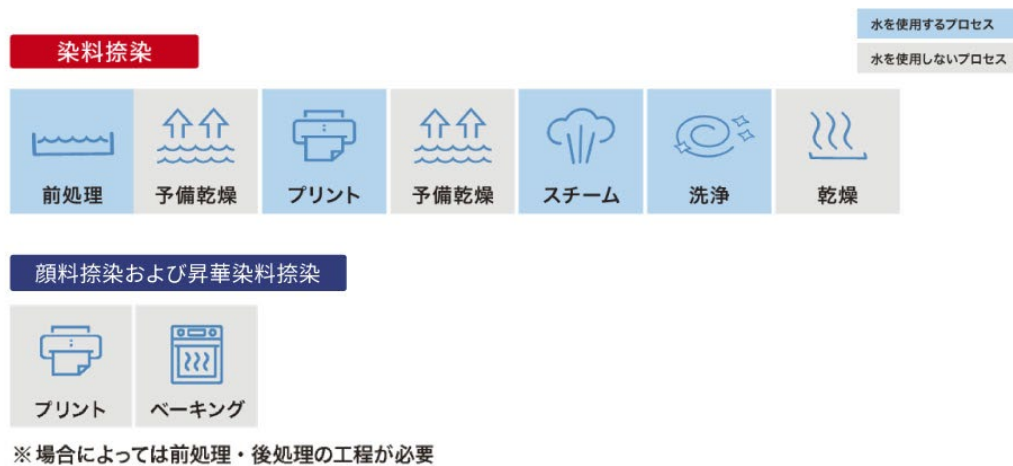 水を使用するプロセス
水を使用しないプロセス
染料捺染
前処理
予備乾燥
プリント
予備乾燥
スチーム
洗浄
乾燥
顔料捺染および昇華染料捺染
プリント
ベーキング
※場合によっては前処理・後処理の工程が必要